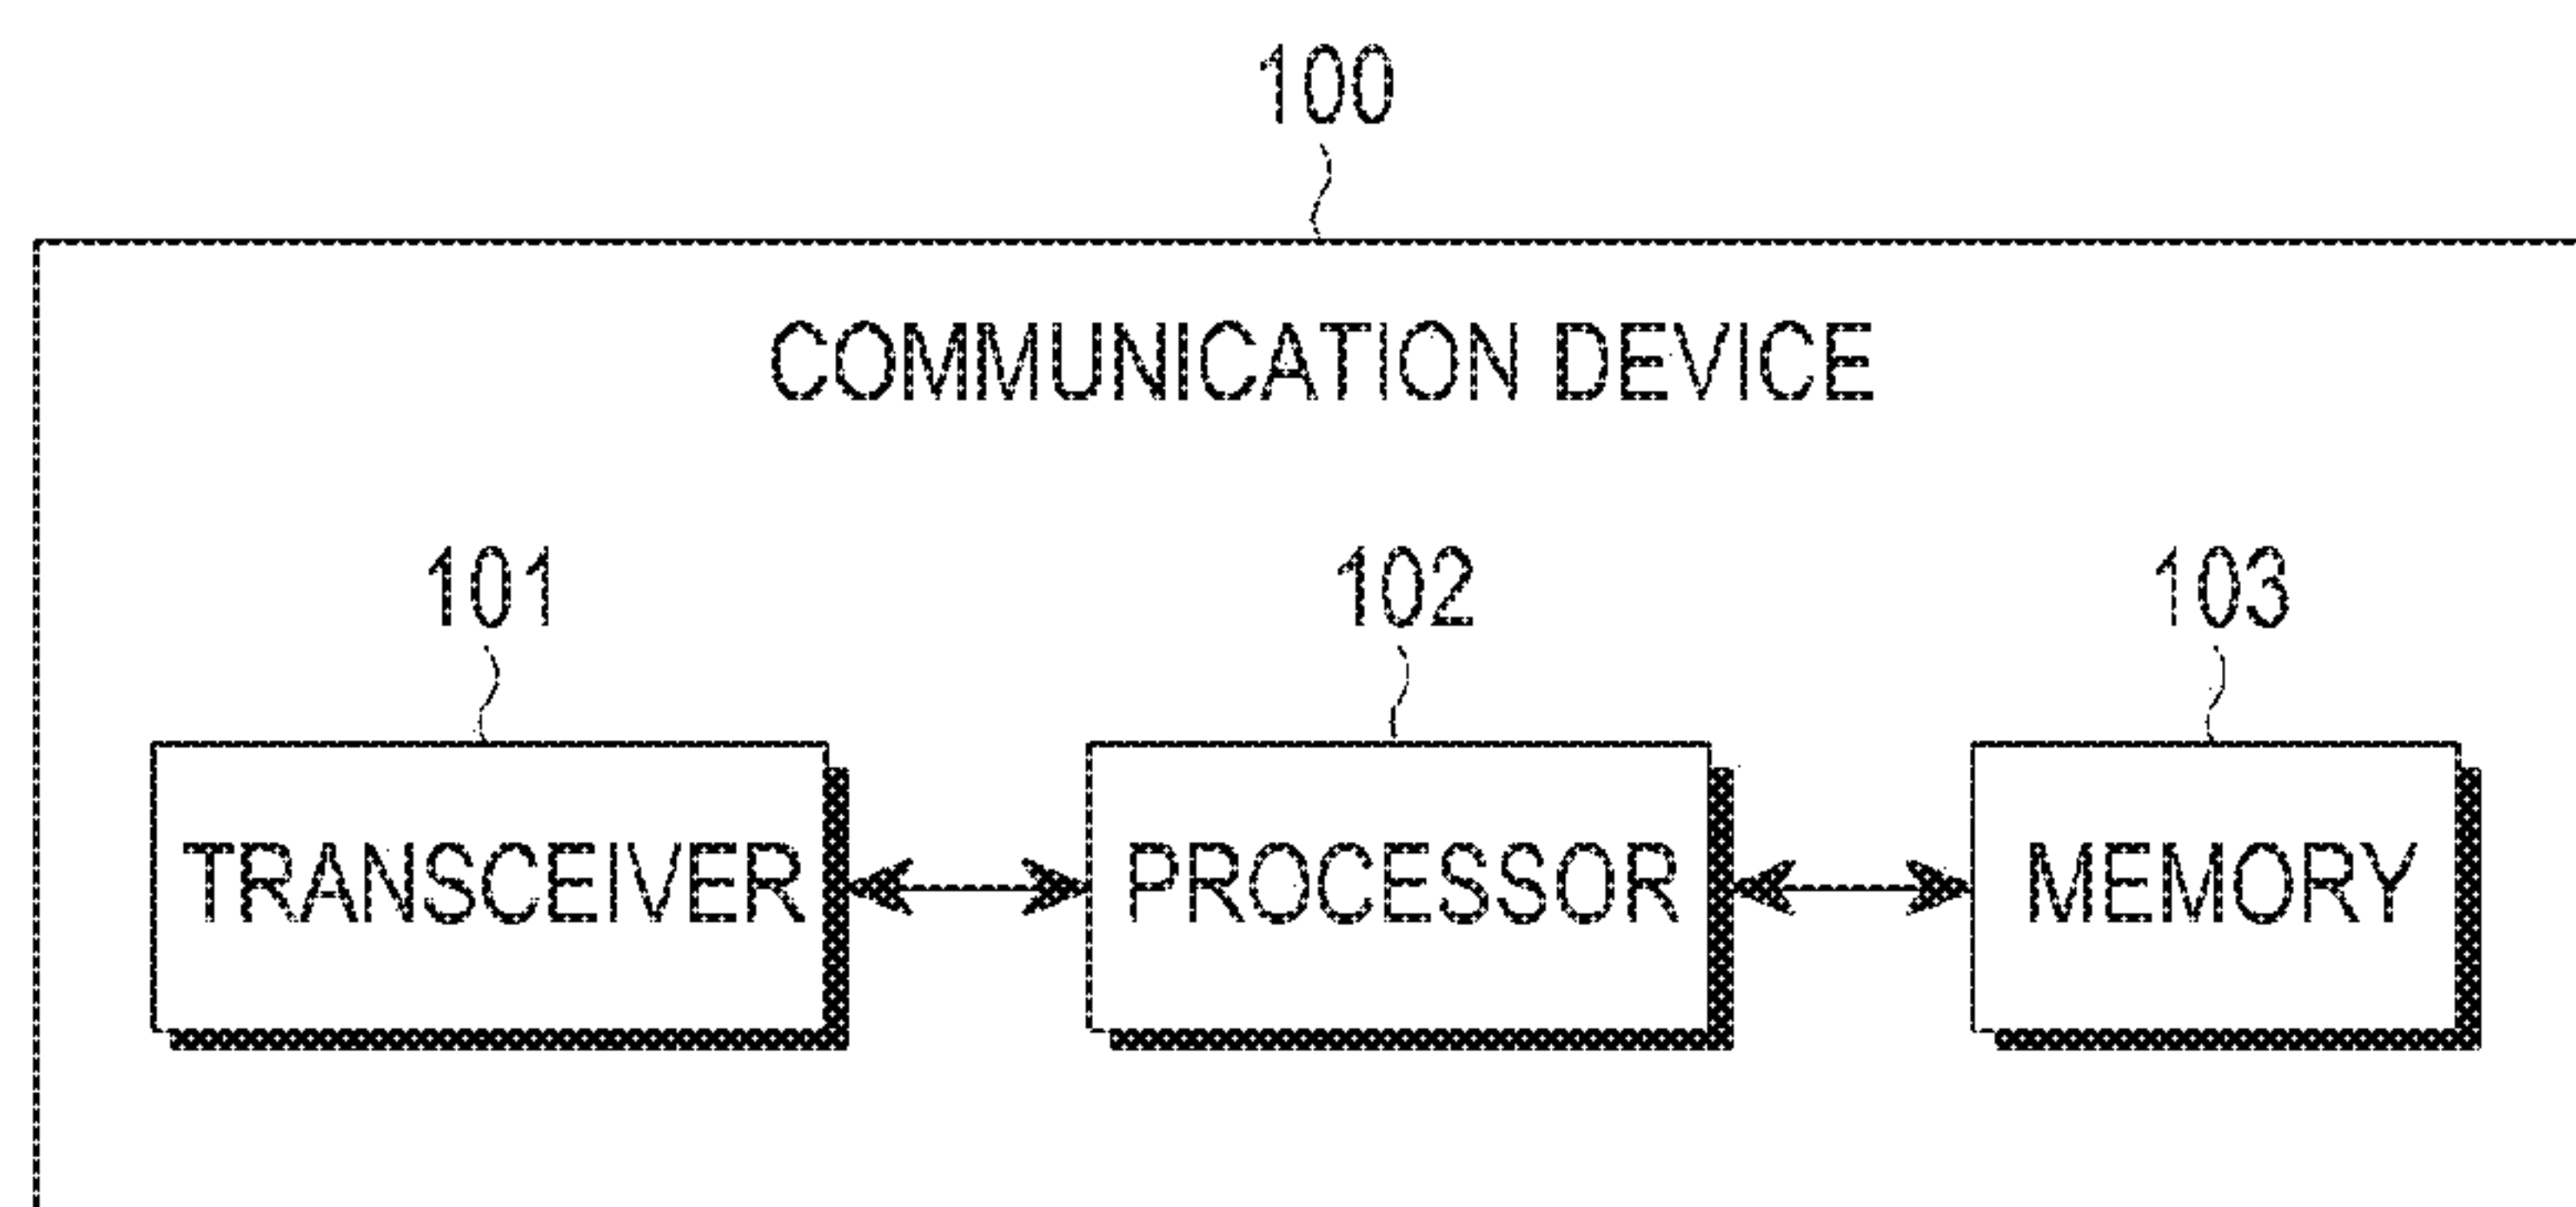 100
COMMUNICATION DEVICE
101 102 103
TRANSCEIVER PROCESSOR MEMORY